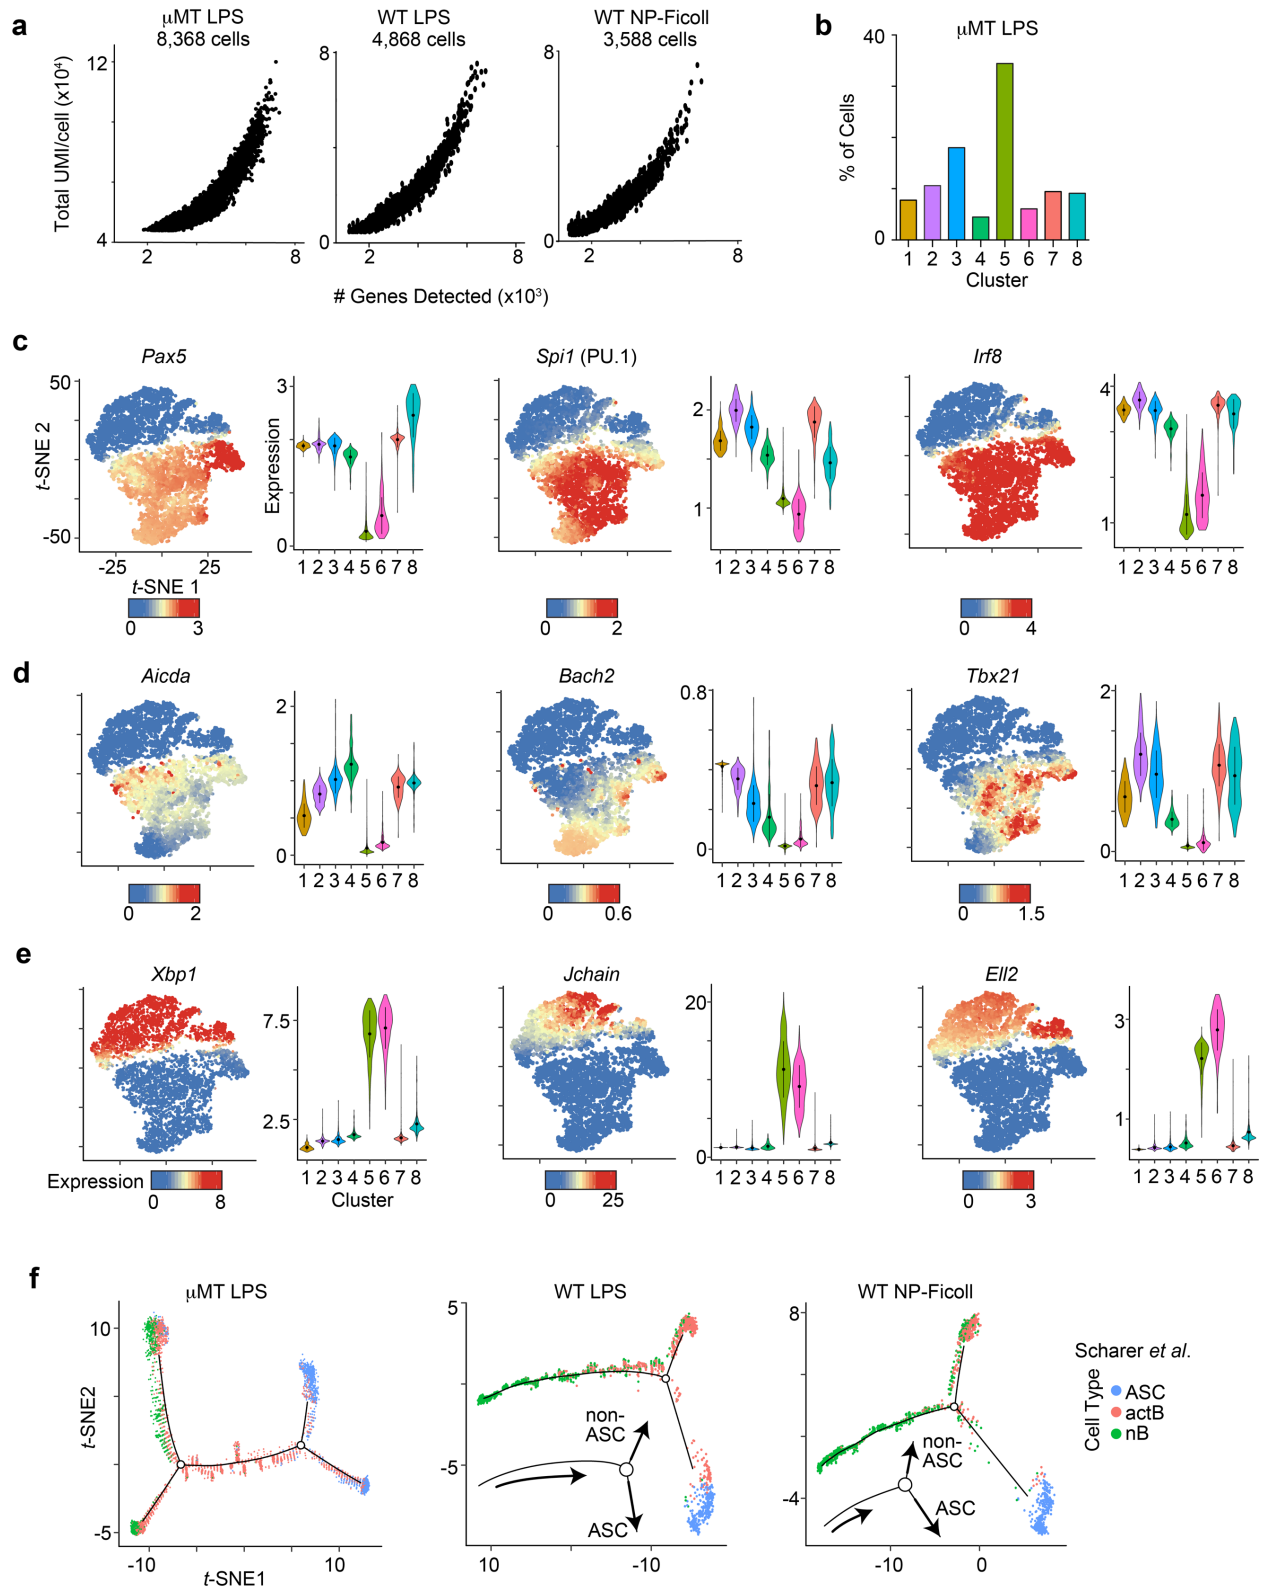 a
µMT LPS
8,368 cells
WT LPS
4,868 cells
WT NP-Ficoll
3,588 cells
Total UMI/cell (x10⁴)
12
4
2
8
8
0
2
8
8
0
2
8
# Genes Detected (x10³)
b
µMT LPS
% of Cells
40
0
1 2 3 4 5 6 7 8
Cluster
c
Pax5
t-SNE 2
50
-50
-25
25
t-SNE 1
0
3
Expression
3
0
1 2 3 4 5 6 7 8
Spi1 (PU.1)
0
2
2
1
1 2 3 4 5 6 7 8
Irf8
0
4
4
1
1 2 3 4 5 6 7 8
d
Aicda
0
2
2
0
1 2 3 4 5 6 7 8
Bach2
0
0.6
0.8
0
1 2 3 4 5 6 7 8
Tbx21
0
1.5
2
0
1 2 3 4 5 6 7 8
e
Xbp1
Expression
0
8
7.5
2.5
1 2 3 4 5 6 7 8
Cluster
Jchain
0
25
20
0
1 2 3 4 5 6 7 8
Ell2
0
3
3
1
1 2 3 4 5 6 7 8
f
µMT LPS
t-SNE2
10
-5
-10
10
t-SNE1
WT LPS
5
-5
10
-10
non-
ASC
ASC
WT NP-Ficoll
8
-4
-10
0
non-
ASC
ASC
Scharer et al.
Cell Type
ASC
actB
nB